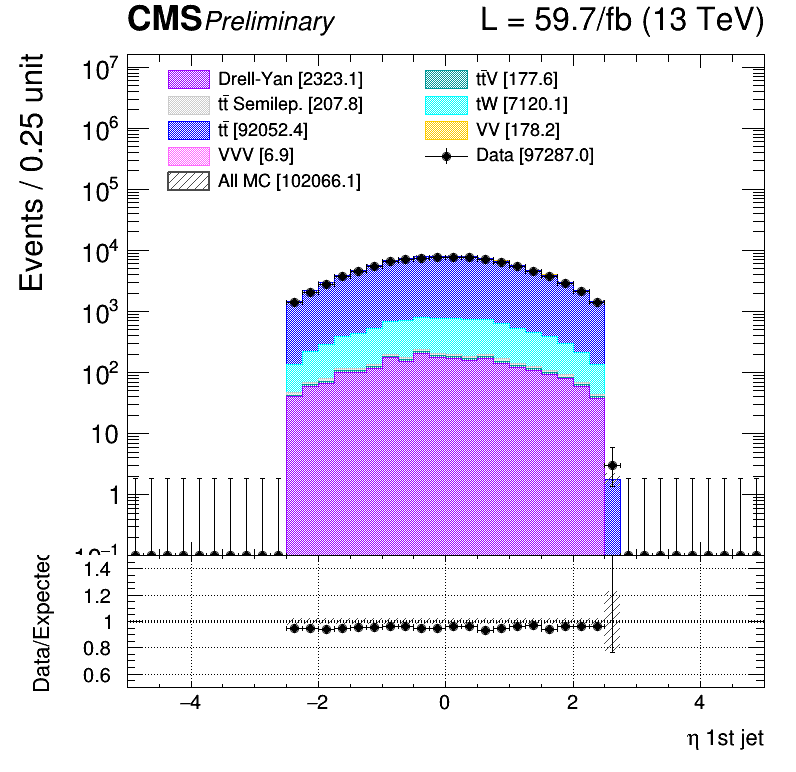 CMS Preliminary L = 59.7/fb (13 TeV)
Events / 0.25 unit
10⁷
10⁶
10⁵
10⁴
10³
10²
10
1
10⁻¹
Drell-Yan [2323.1]
tt̄ Semilep. [207.8]
tt̄ [92052.4]
VVV [6.9]
All MC [102066.1]
tt̄V [177.6]
tW [7120.1]
VV [178.2]
Data [97287.0]
Data/Expected
1.4
1.2
1
0.8
0.6
−4 −2 0 2 4
η 1st jet